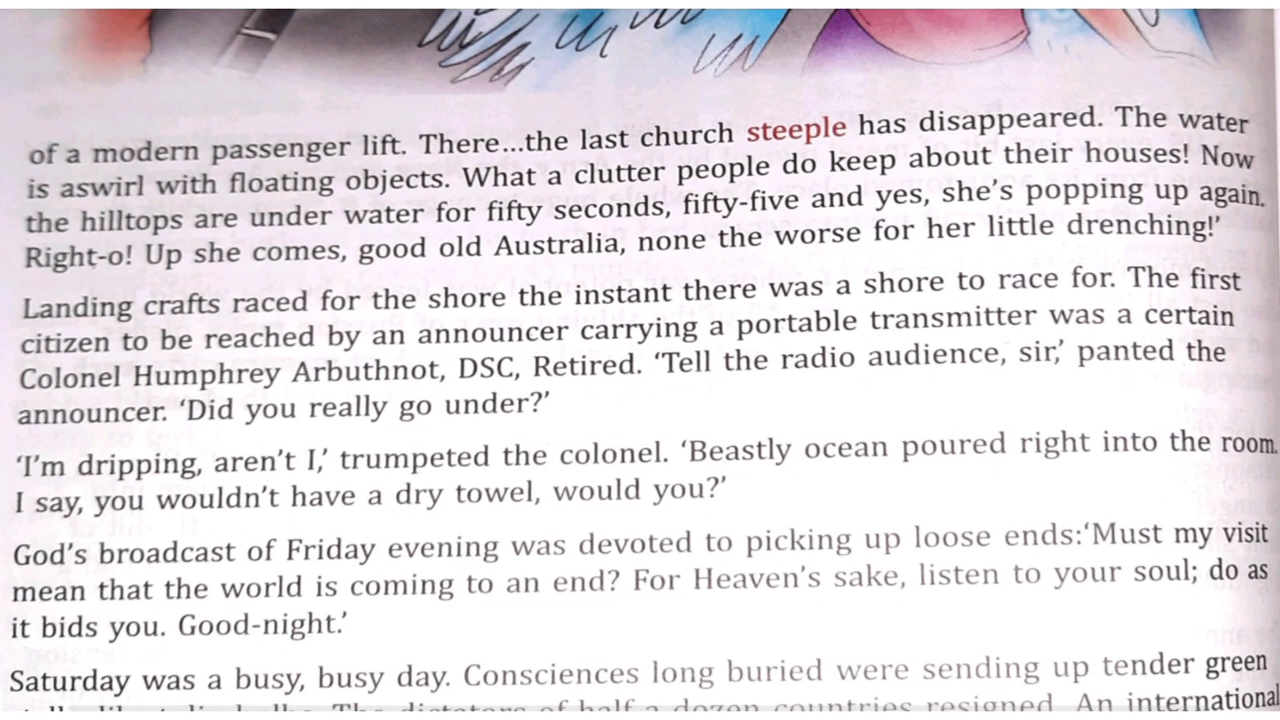 of a modern passenger lift. There...the last church steeple has disappeared. The water
is aswirl with floating objects. What a clutter people do keep about their houses! Now
the hilltops are under water for fifty seconds, fifty-five and yes, she's popping up again.
Right-o! Up she comes, good old Australia, none the worse for her little drenching!'
Landing crafts raced for the shore the instant there was a shore to race for. The first
citizen to be reached by an announcer carrying a portable transmitter was a certain
Colonel Humphrey Arbuthnot, DSC, Retired. 'Tell the radio audience, sir,' panted the
announcer. 'Did you really go under?'
'I'm dripping, aren't I,' trumpeted the colonel. 'Beastly ocean poured right into the room.
I say, you wouldn't have a dry towel, would you?'
God's broadcast of Friday evening was devoted to picking up loose ends:'Must my visit
mean that the world is coming to an end? For Heaven's sake, listen to your soul; do as
it bids you. Good-night.'
Saturday was a busy, busy day. Consciences long buried were sending up tender green
The dictators of half a dozen countries resigned. An international